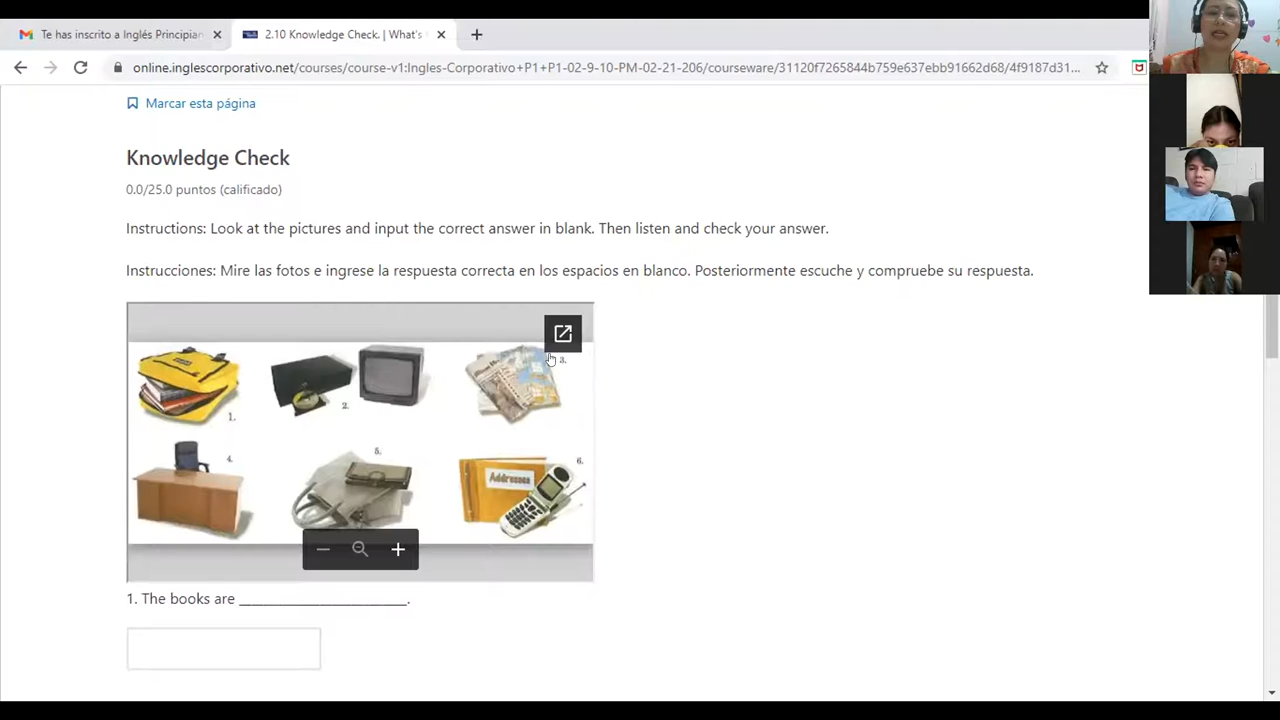 Te has inscrito a Inglés Principian
2.10 Knowledge Check. | What's
online.inglescorporativo.net/courses/course-v1:Ingles-Corporativo+P1+P1-02-9-10-PM-02-21-206/courseware/31120f7265844b759e637ebb91662d68/4f9187d31...
Marcar esta página
Knowledge Check
0.0/25.0 puntos (calificado)
Instructions: Look at the pictures and input the correct answer in blank. Then listen and check your answer.
Instrucciones: Mire las fotos e ingrese la respuesta correcta en los espacios en blanco. Posteriormente escuche y compruebe su respuesta.
1.
2.
3.
4.
5.
6.
Addresses
1. The books are _________________________.